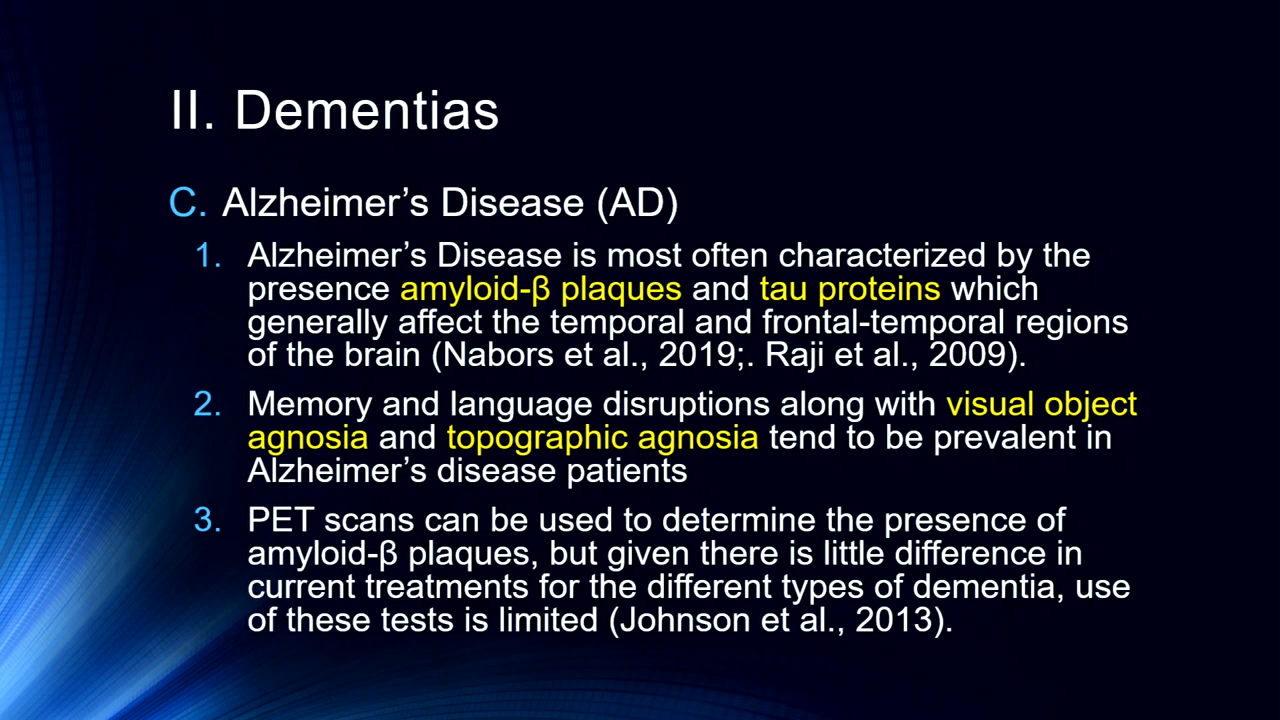 II. Dementias
C. Alzheimer’s Disease (AD)
1. Alzheimer’s Disease is most often characterized by the
presence amyloid-β plaques and tau proteins which
generally affect the temporal and frontal-temporal regions
of the brain (Nabors et al., 2019;. Raji et al., 2009).
2. Memory and language disruptions along with visual object
agnosia and topographic agnosia tend to be prevalent in
Alzheimer’s disease patients
3. PET scans can be used to determine the presence of
amyloid-β plaques, but given there is little difference in
current treatments for the different types of dementia, use
of these tests is limited (Johnson et al., 2013).